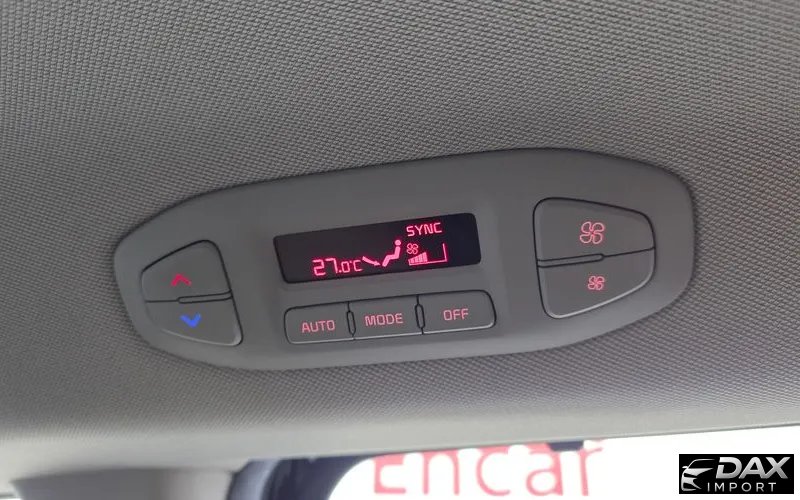 SYNC
27.0°C
AUTO MODE OFF
Encar
DAX
IMPORT